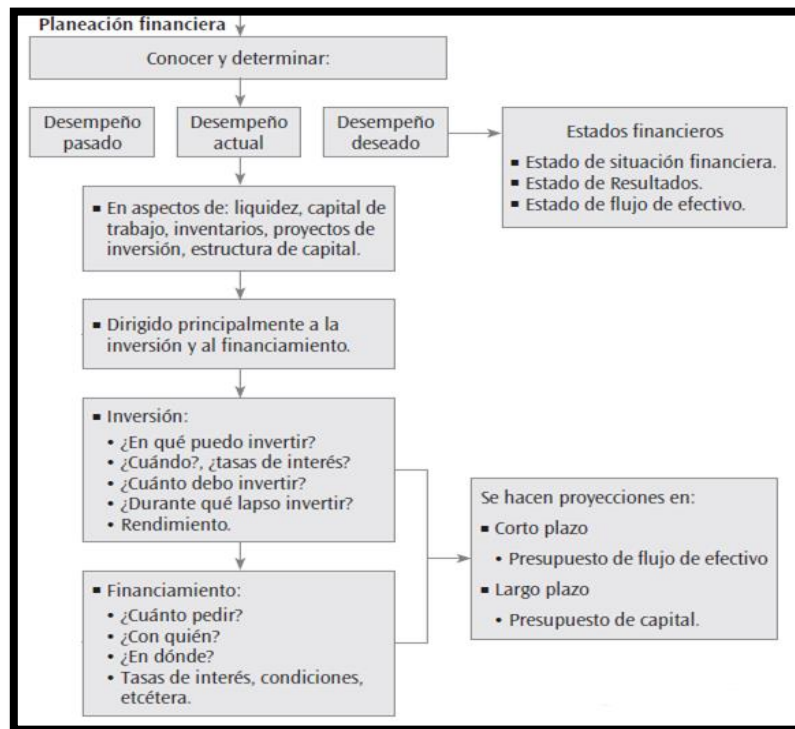 Planeación financiera
Conocer y determinar:
Desempeño
pasado
Desempeño
actual
Desempeño
deseado
Estados financieros
▪ Estado de situación financiera.
▪ Estado de Resultados.
▪ Estado de flujo de efectivo.
▪ En aspectos de: liquidez, capital de
trabajo, inventarios, proyectos de
inversión, estructura de capital.
▪ Dirigido principalmente a la
inversión y al financiamiento.
▪ Inversión:
• ¿En qué puedo invertir?
• ¿Cuándo?, ¿tasas de interés?
• ¿Cuánto debo invertir?
• ¿Durante qué lapso invertir?
• Rendimiento.
▪ Financiamiento:
• ¿Cuánto pedir?
• ¿Con quién?
• ¿En dónde?
• Tasas de interés, condiciones,
etcétera.
Se hacen proyecciones en:
▪ Corto plazo
• Presupuesto de flujo de efectivo
▪ Largo plazo
• Presupuesto de capital.